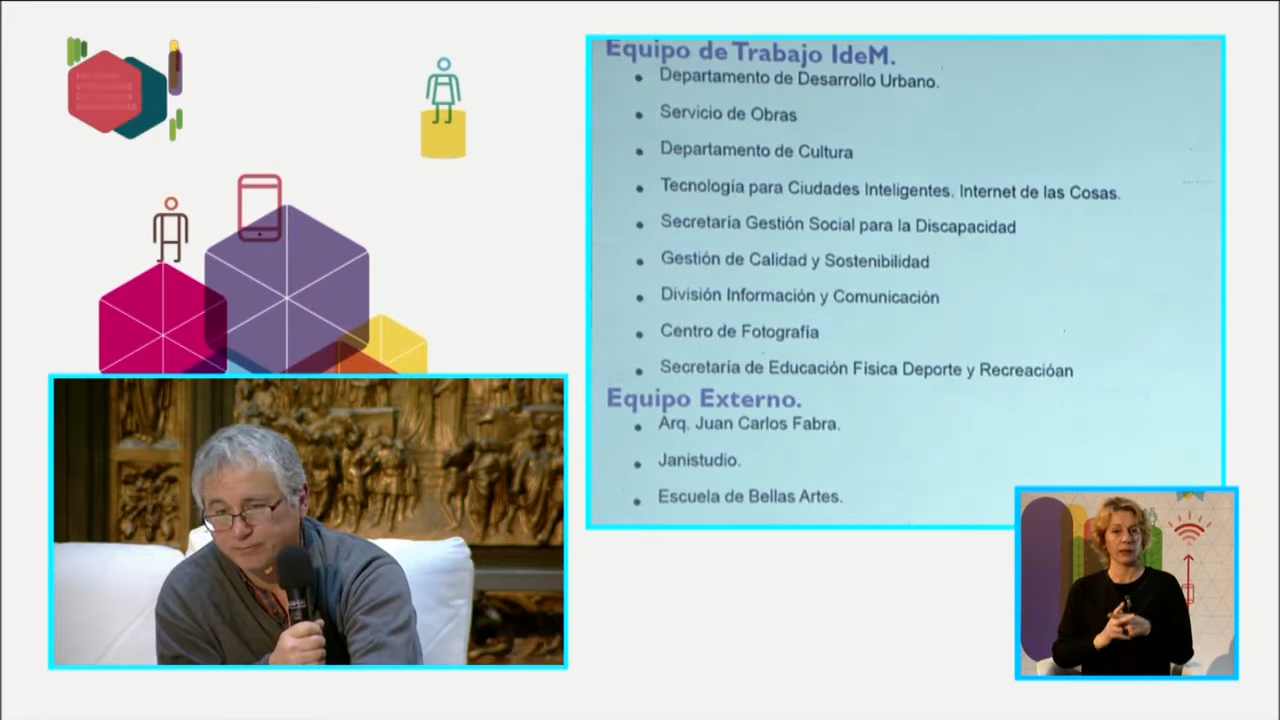 Equipo de Trabajo IdeM.
Departamento de Desarrollo Urbano.
Servicio de Obras
Departamento de Cultura
Tecnología para Ciudades Inteligentes. Internet de las Cosas.
Secretaría Gestión Social para la Discapacidad
Gestión de Calidad y Sostenibilidad
División Información y Comunicación
Centro de Fotografía
Secretaría de Educación Física Deporte y Recreacióan
Equipo Externo.
Arq. Juan Carlos Fabra.
Janistudio.
Escuela de Bellas Artes.